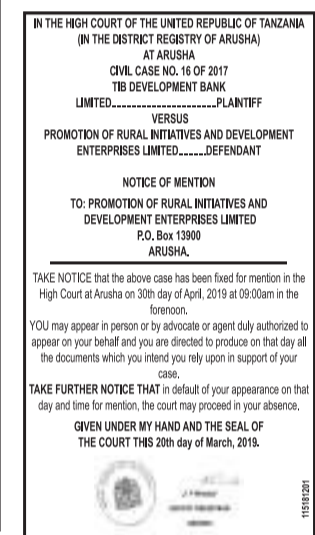 IN THE HIGH COURT OF THE UNITED REPUBLIC OF TANZANIA
(IN THE DISTRICT REGISTRY OF ARUSHA)
AT ARUSHA
CIVIL CASE NO. 16 OF 2017
TIB DEVELOPMENT BANK
LIMITED_________________PLAINTIFF
VERSUS
PROMOTION OF RURAL INITIATIVES AND DEVELOPMENT
ENTERPRISES LIMITED______DEFENDANT
NOTICE OF MENTION
TO: PROMOTION OF RURAL INITIATIVES AND
DEVELOPMENT ENTERPRISES LIMITED
P.O. Box 13900
ARUSHA.
TAKE NOTICE that the above case has been fixed for mention in the
High Court at Arusha on 30th day of April, 2019 at 09:00am in the
forenoon.
YOU may appear in person or by advocate or agent duly authorized to
appear on your behalf and you are directed to produce on that day all
the documents which you intend you rely upon in support of your
case.
TAKE FURTHER NOTICE THAT in default of your appearance on that
day and time for mention, the court may proceed in your absence.
GIVEN UNDER MY HAND AND THE SEAL OF
THE COURT THIS 20th day of March, 2019.
115181201